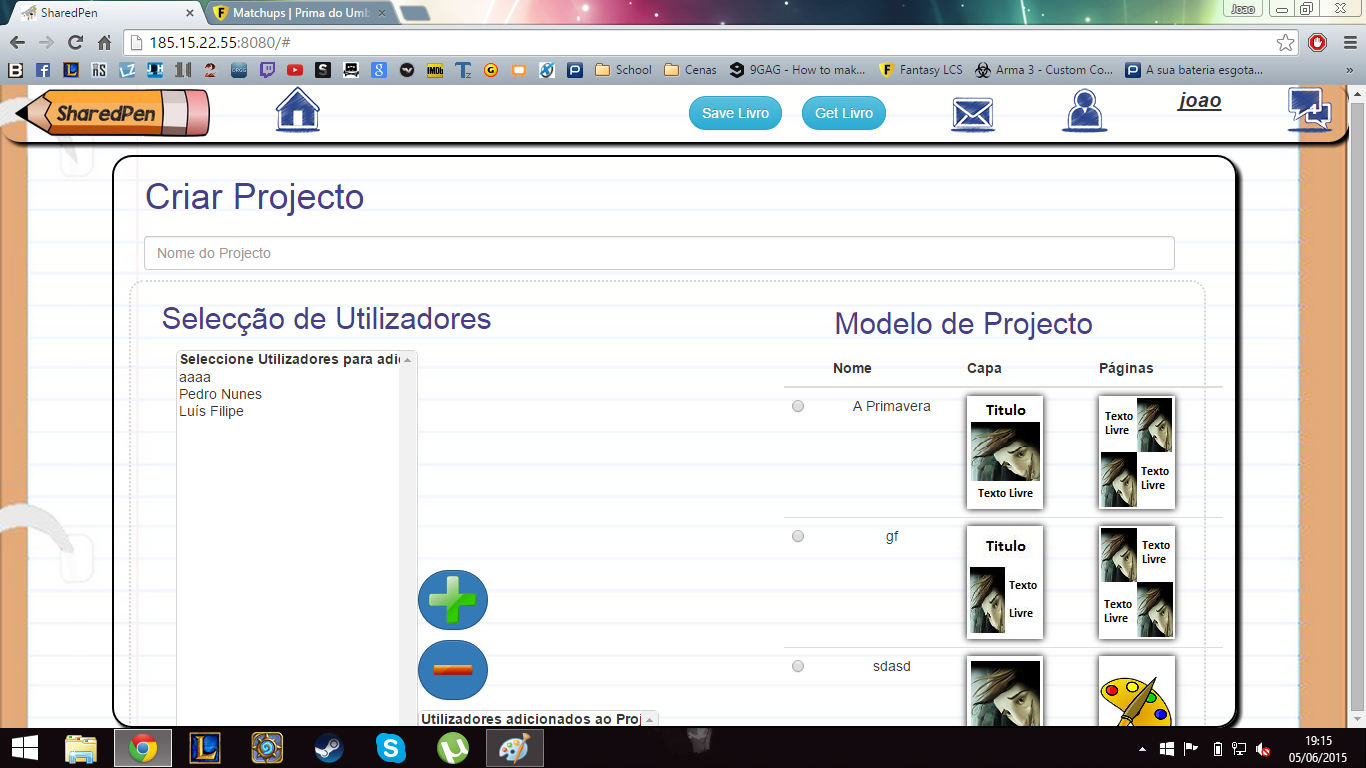 SharedPen
Matchups | Prima do Umb
Joao
185.15.22.55:8080/#
School
Cenas
9GAG - How to mak...
Fantasy LCS
Arma 3 - Custom Co...
A sua bateria esgota...
»
SharedPen
Save Livro
Get Livro
joao
Criar Projecto
Nome do Projecto
Selecção de Utilizadores
Seleccione Utilizadores para adic
aaaa
Pedro Nunes
Luís Filipe
Utilizadores adicionados ao Proj
Modelo de Projecto
Nome Capa Páginas
A Primavera
Titulo
Texto Livre
Texto
Livre
Texto
Livre
gf
Titulo
Texto
Livre
Texto
Livre
Texto
Livre
sdasd
19:15
05/06/2015